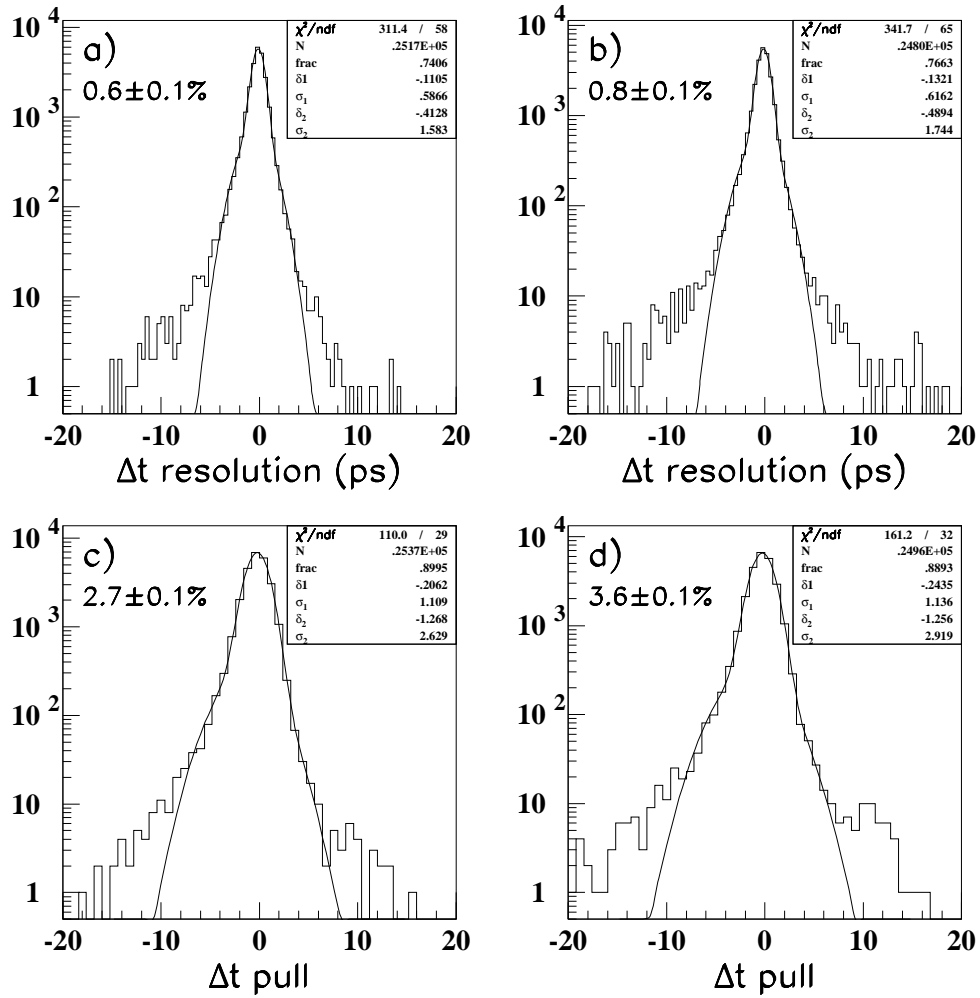 a)
0.6±0.1%
χ²/ndf 311.4 / 58
N .2517E+05
frac .7406
δ1 -.1105
σ₁ .5866
δ₂ -.4128
σ₂ 1.583
10⁴
10³
10²
10
1
-20 -10 0 10 20
Δt resolution (ps)
b)
0.8±0.1%
χ²/ndf 341.7 / 65
N .2480E+05
frac .7663
δ1 -.1321
σ₁ .6162
δ₂ -.4894
σ₂ 1.744
10⁴
10³
10²
10
1
-20 -10 0 10 20
Δt resolution (ps)
c)
2.7±0.1%
χ²/ndf 110.0 / 29
N .2537E+05
frac .8995
δ1 -.2062
σ₁ 1.109
δ₂ -1.268
σ₂ 2.629
10⁴
10³
10²
10
1
-20 -10 0 10 20
Δt pull
d)
3.6±0.1%
χ²/ndf 161.2 / 32
N .2496E+05
frac .8893
δ1 -.2435
σ₁ 1.136
δ₂ -1.256
σ₂ 2.919
10⁴
10³
10²
10
1
-20 -10 0 10 20
Δt pull